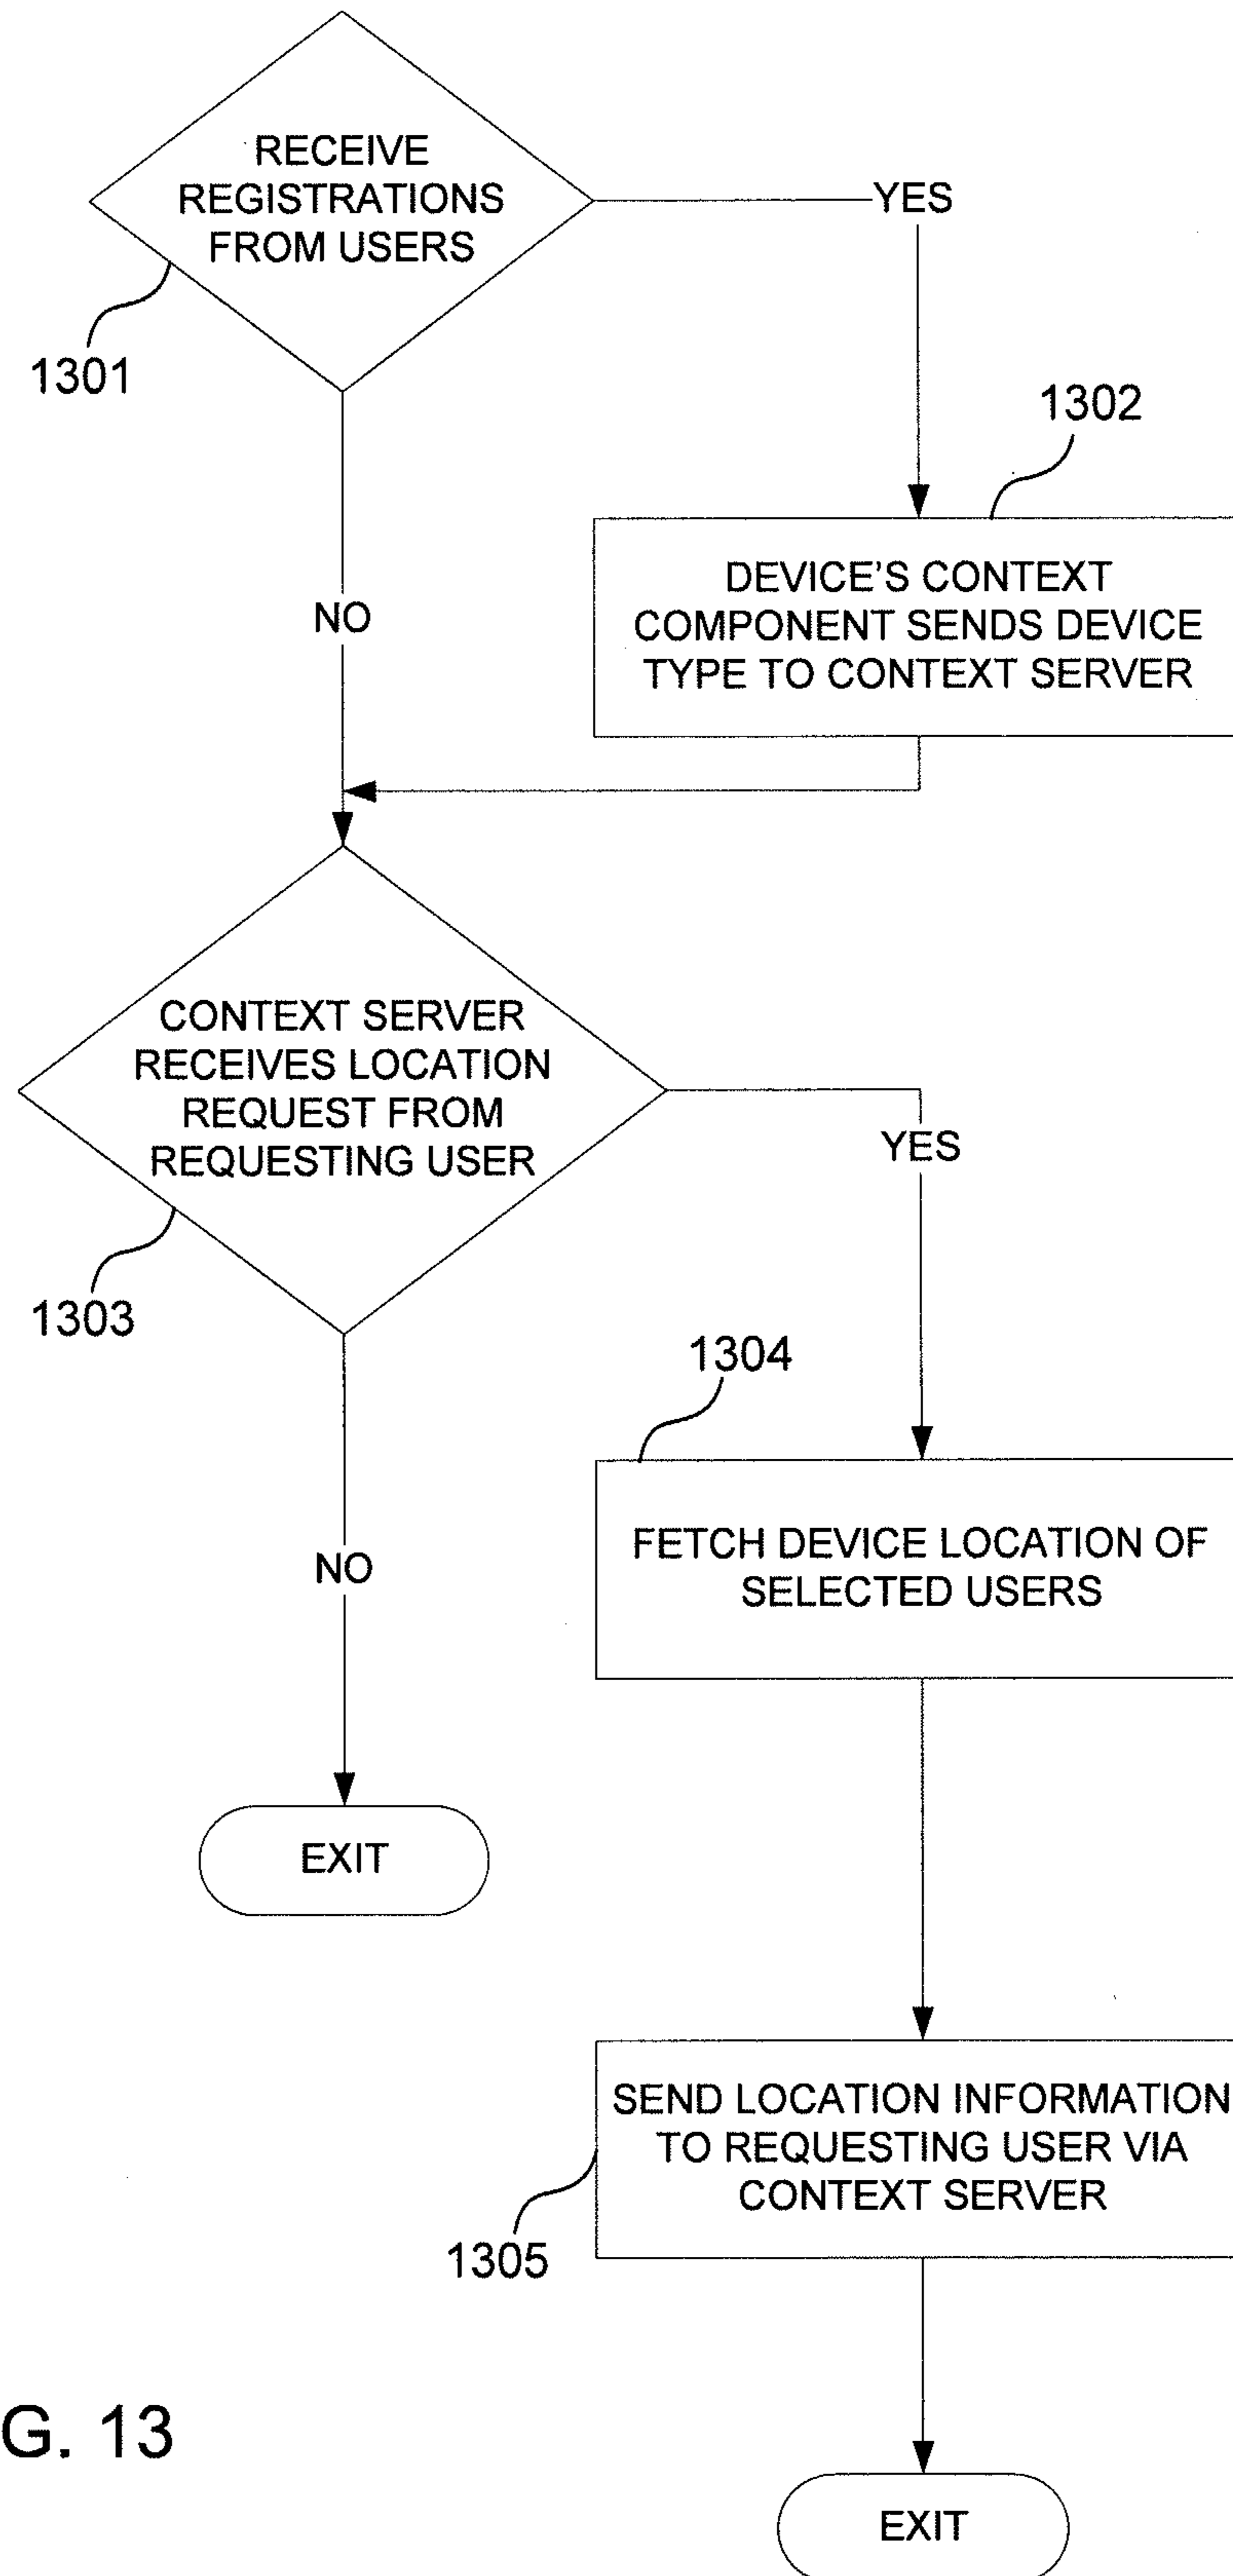 RECEIVE
REGISTRATIONS
FROM USERS
YES
1301
1302
DEVICE'S CONTEXT
COMPONENT SENDS DEVICE
TYPE TO CONTEXT SERVER
NO
CONTEXT SERVER
RECEIVES LOCATION
REQUEST FROM
REQUESTING USER
YES
1303
1304
FETCH DEVICE LOCATION OF
SELECTED USERS
NO
EXIT
SEND LOCATION INFORMATION
TO REQUESTING USER VIA
CONTEXT SERVER
1305
G. 13
EXIT